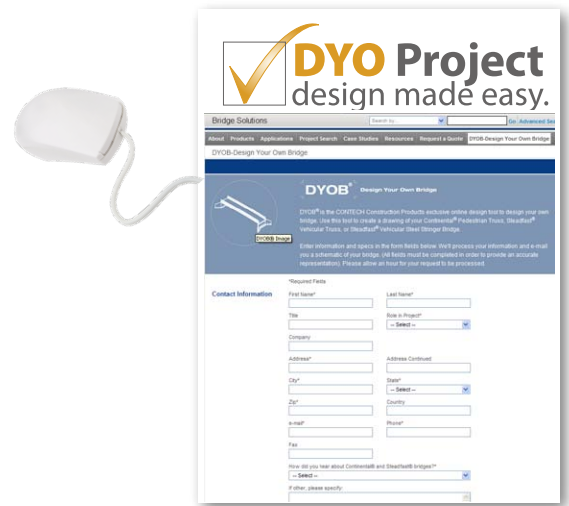 DYO Project
design made easy.
Bridge Solutions
Search by
Go Advanced Sea
About Products Applications Project Search Case Studies Resources Request a Quote DYOB-Design Your Own Bridge
DYOB-Design Your Own Bridge
DYOB® Design Your Own Bridge
DYOB® is the CONTECH Construction Products exclusive online design tool to design your own
bridge. Use this tool to create a drawing of your Continental® Pedestrian Truss, Steadfast®
Vehicular Truss, or Steadfast® Vehicular Steel Stringer Bridge.
DYOB® Image
Enter information and specs in the form fields below. We'll process your information and e-mail
you a schematic of your bridge. (All fields must be completed in order to provide an accurate
representation). Please allow an hour for your request to be processed.
*Required Fields
Contact Information
First Name* Last Name*
Title Role in Project*
-- Select --
Company
Address* Address Continued
City* State*
-- Select --
Zip* Country
e-mail* Phone*
Fax
How did you hear about Continental® and Steadfast® bridges?*
-- Select --
If other, please specify: